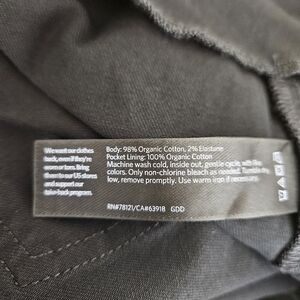 We want our clothes
back, even if they're
worn or torn. Bring
them to our US stores
and support our
take-back program.
Body: 98% Organic Cotton, 2% Elastane
Pocket Lining: 100% Organic Cotton
Machine wash cold, inside out, gentle cycle, with like
colors. Only non-chlorine bleach as needed. Tumble dry
low, remove promptly. Use warm iron if necessary.
RN#78121/CA#63918 GDD